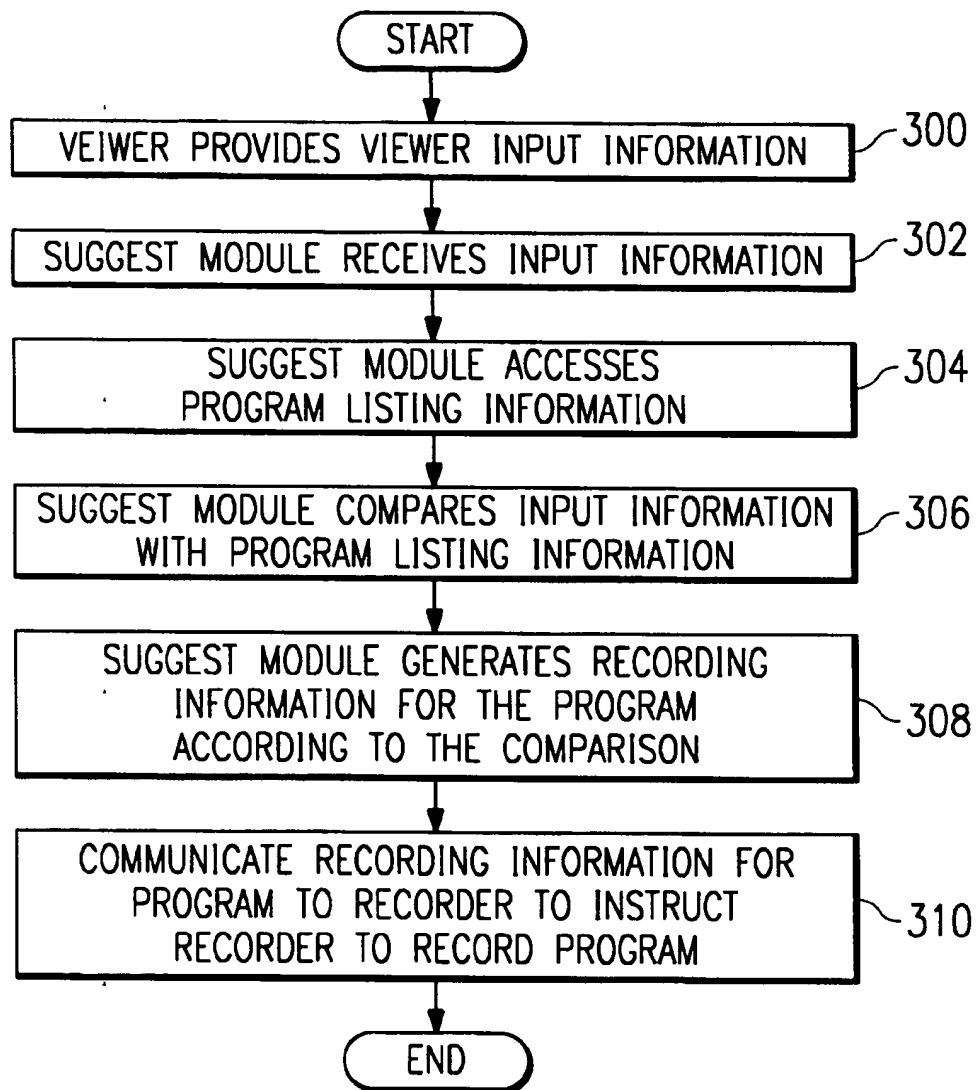 START
VEIWER PROVIDES VIEWER INPUT INFORMATION
300
SUGGEST MODULE RECEIVES INPUT INFORMATION
302
SUGGEST MODULE ACCESSES
PROGRAM LISTING INFORMATION
304
SUGGEST MODULE COMPARES INPUT INFORMATION
WITH PROGRAM LISTING INFORMATION
306
SUGGEST MODULE GENERATES RECORDING
INFORMATION FOR THE PROGRAM
ACCORDING TO THE COMPARISON
308
COMMUNICATE RECORDING INFORMATION FOR
PROGRAM TO RECORDER TO INSTRUCT
RECORDER TO RECORD PROGRAM
310
END